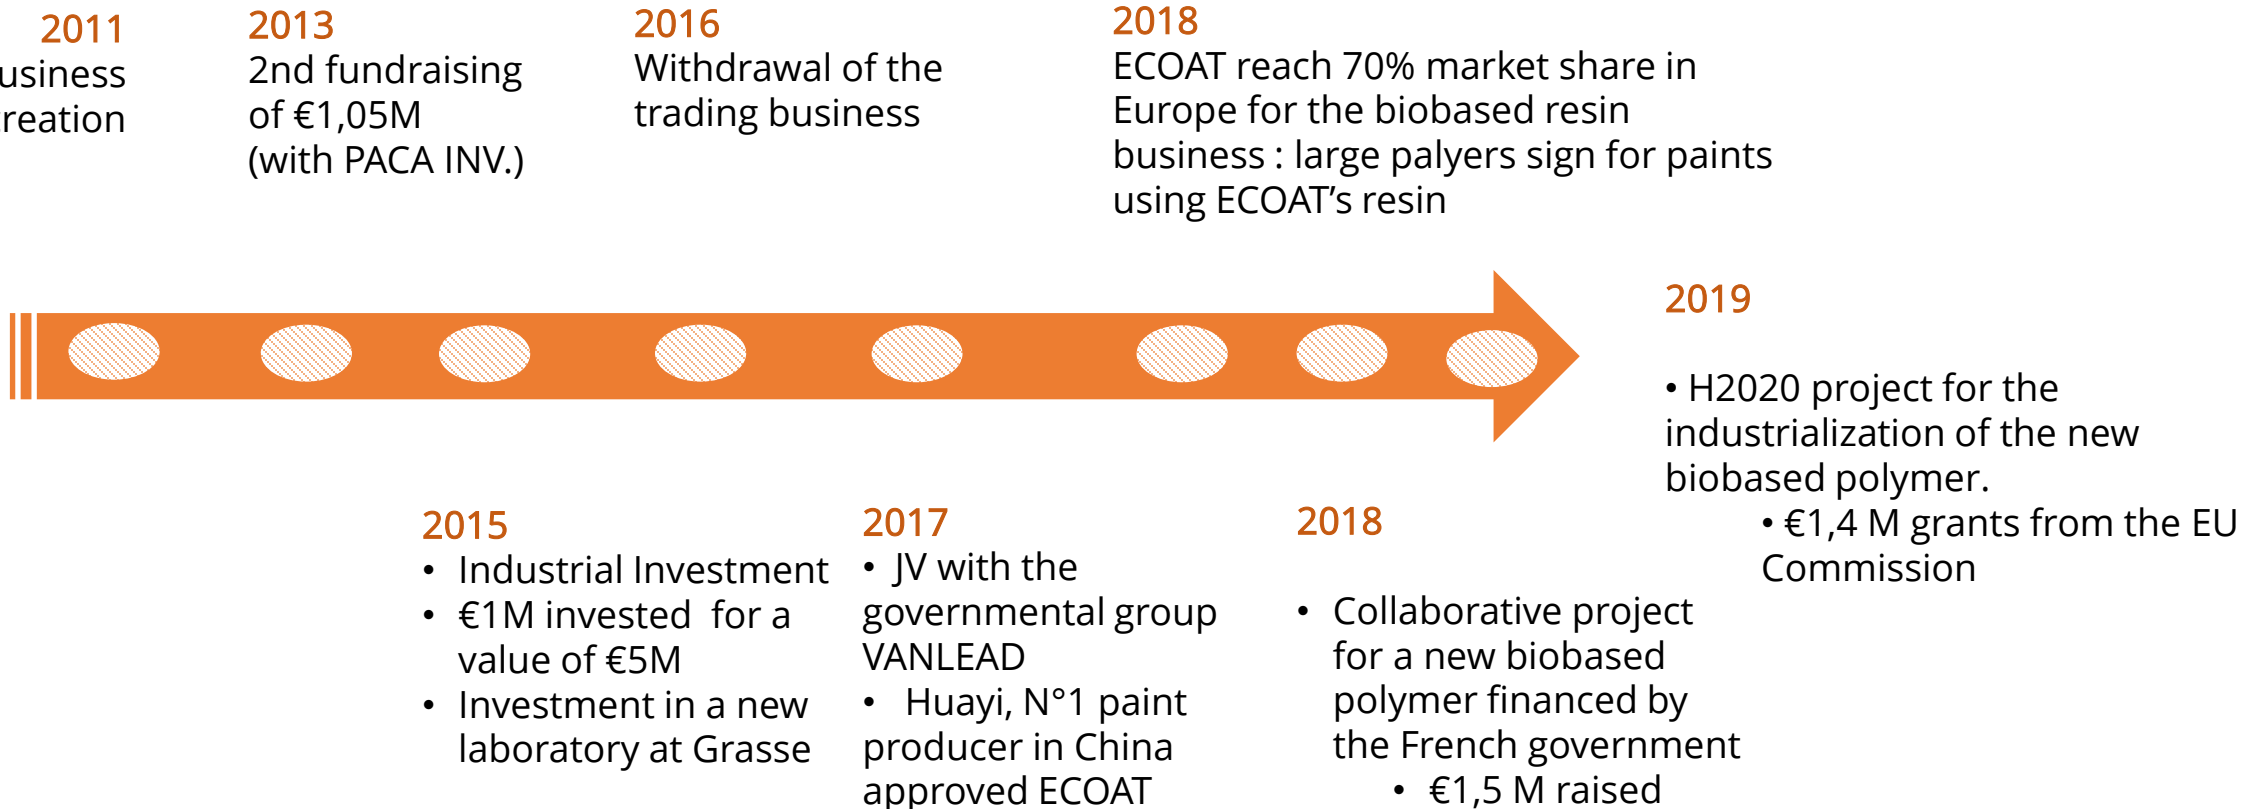 2011
usiness
reation
2013
2nd fundraising
of €1,05M
(with PACA INV.)
2016
Withdrawal of the
trading business
2018
ECOAT reach 70% market share in
Europe for the biobased resin
business : large palyers sign for paints
using ECOAT’s resin
2015
• Industrial Investment
• €1M invested for a
value of €5M
• Investment in a new
laboratory at Grasse
2017
• JV with the
governmental group
VANLEAD
• Huayi, N°1 paint
producer in China
approved ECOAT
2018
• Collaborative project
for a new biobased
polymer financed by
the French government
• €1,5 M raised
2019
• H2020 project for the
industrialization of the new
biobased polymer.
• €1,4 M grants from the EU
Commission